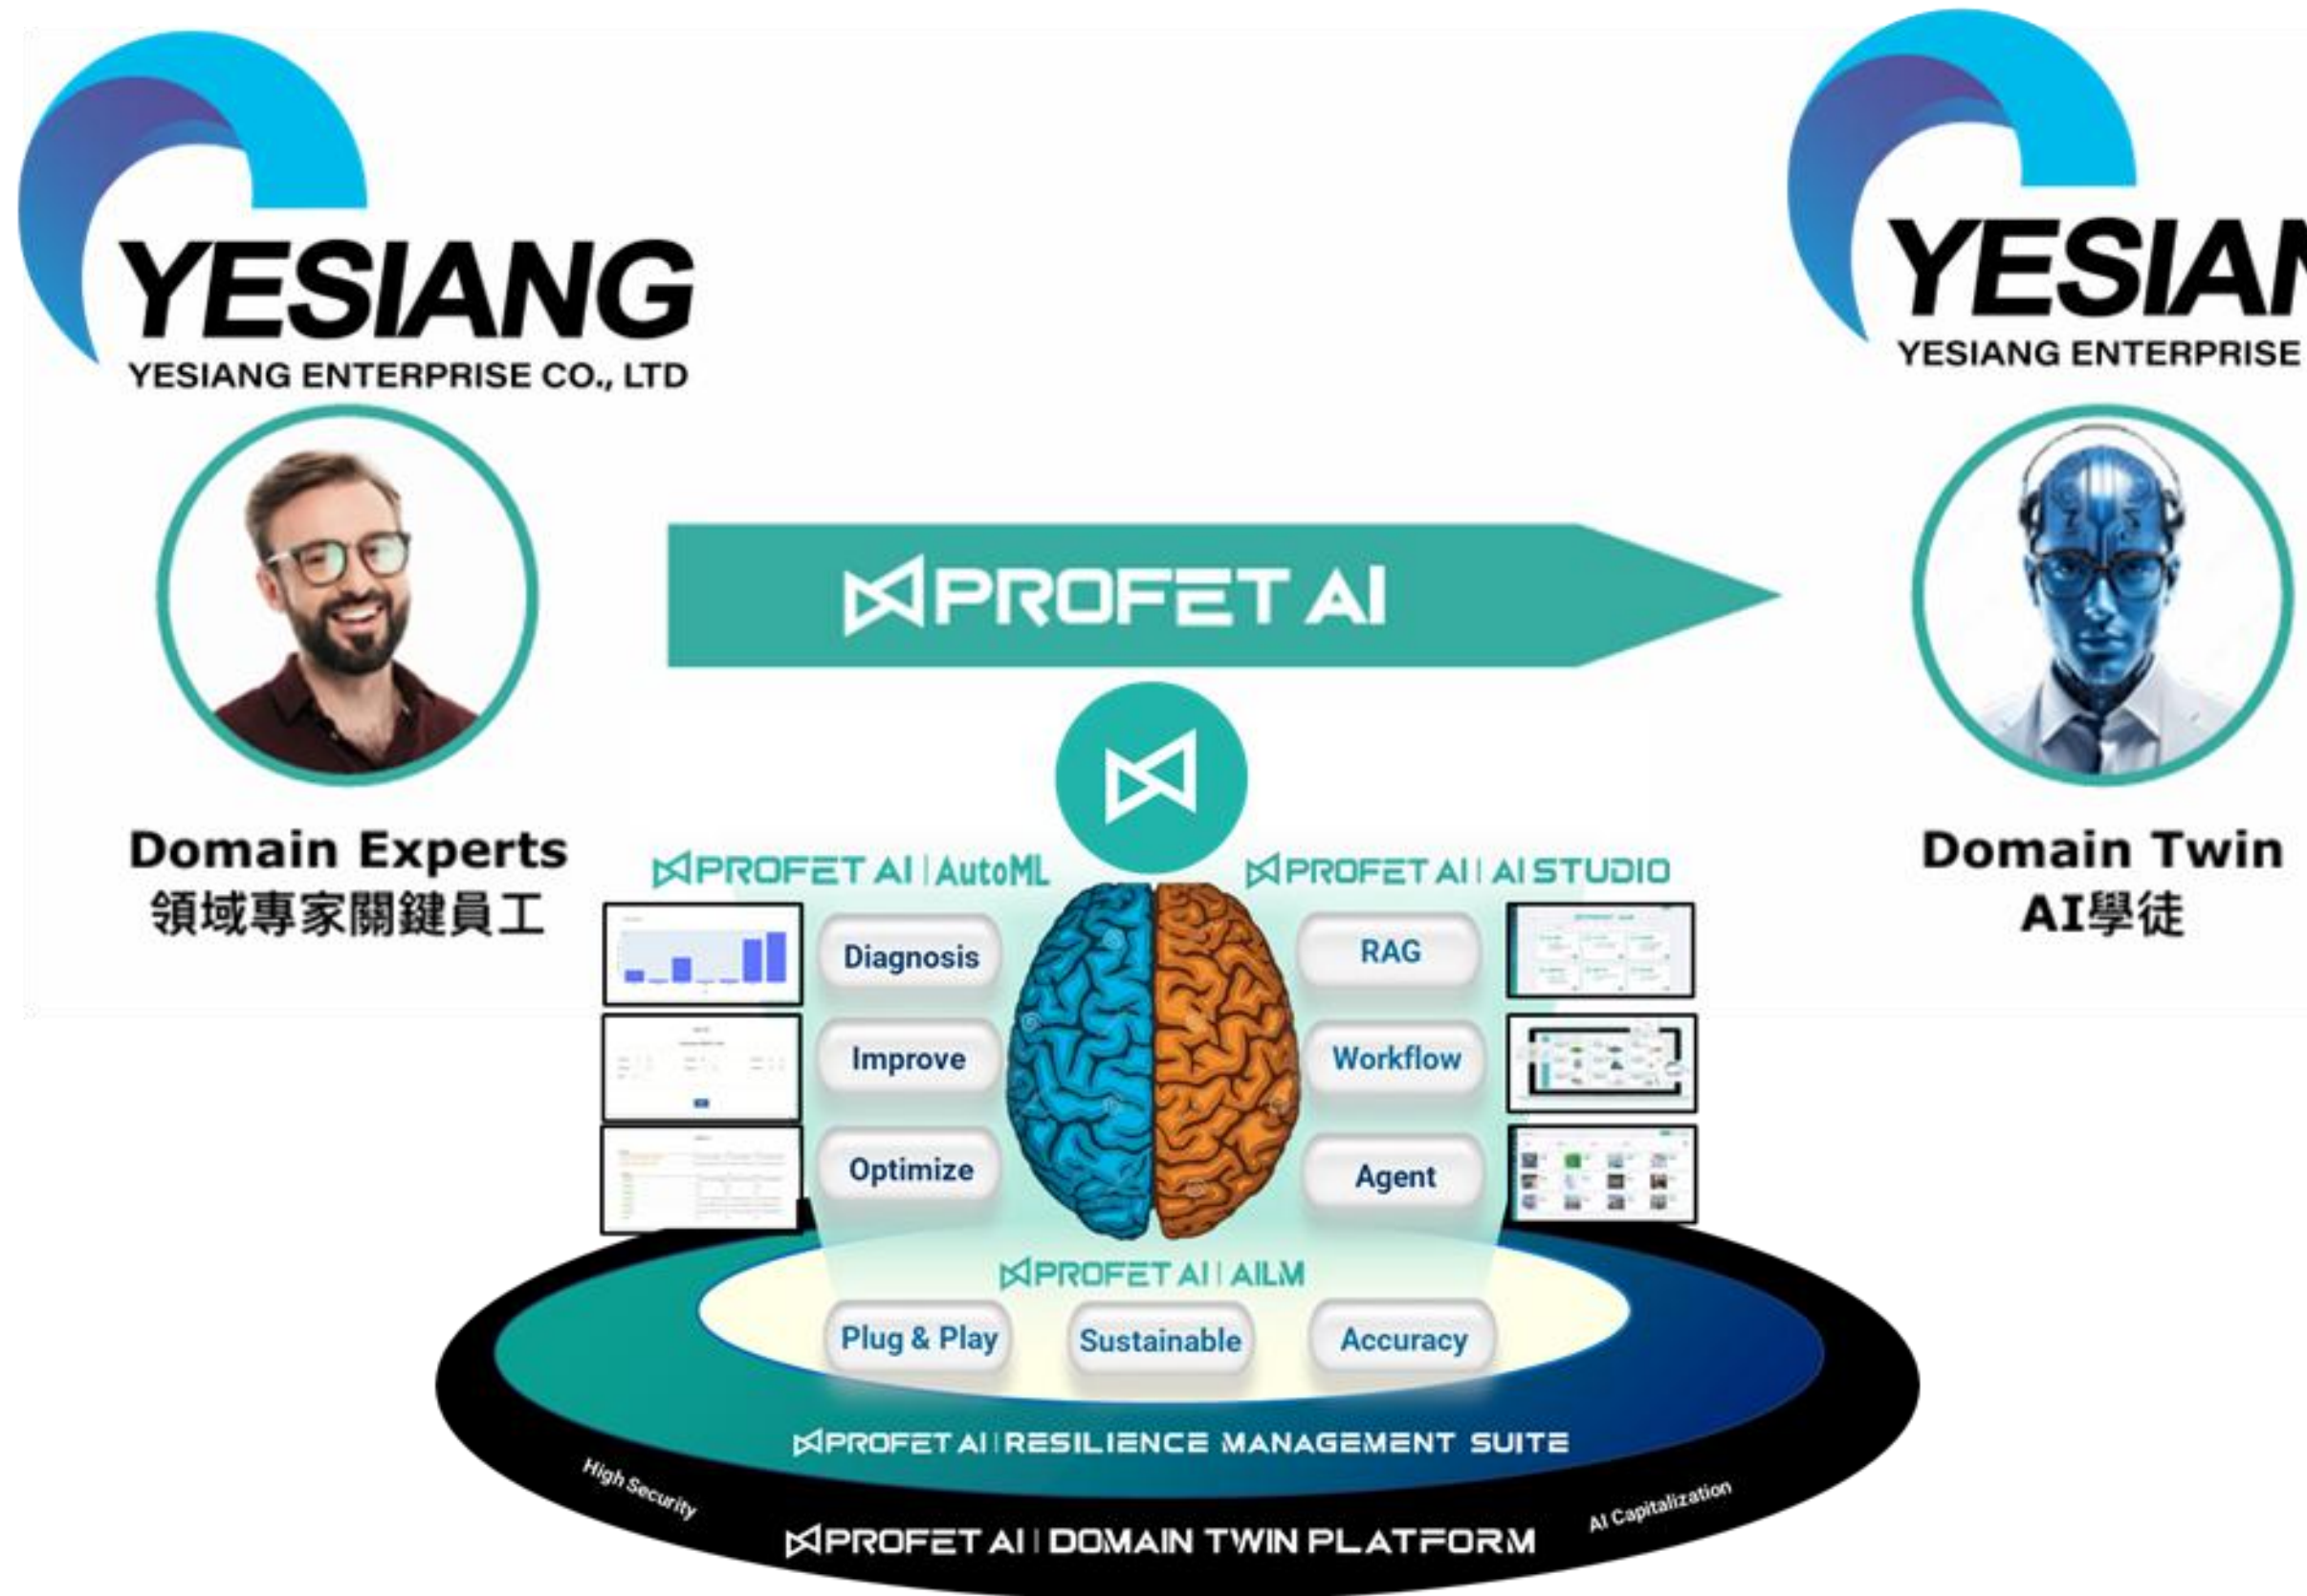 YESIANG
YESIANG ENTERPRISE CO., LTD
YESIAN
YESIANG ENTERPRISE
PROFET AI
Domain Experts
領域專家關鍵員工
Domain Twin
AI學徒
PROFET AI | AutoML
PROFET AI | AI STUDIO
Diagnosis
Improve
Optimize
RAG
Workflow
Agent
PROFET AI | AILM
Plug & Play
Sustainable
Accuracy
PROFET AI | RESILIENCE MANAGEMENT SUITE
High Security
AI Capitalization
PROFET AI | DOMAIN TWIN PLATFORM